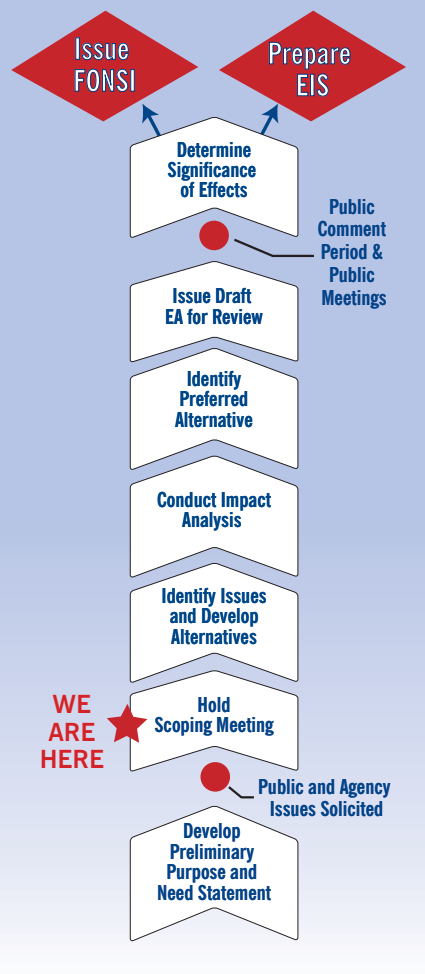 Issue
FONSI
Prepare
EIS
Determine
Significance
of Effects
Public
Comment
Period &
Public
Meetings
Issue Draft
EA for Review
Identify
Preferred
Alternative
Conduct Impact
Analysis
Identify Issues
and Develop
Alternatives
WE
ARE
HERE
Hold
Scoping Meeting
Public and Agency
Issues Solicited
Develop
Preliminary
Purpose and
Need Statement